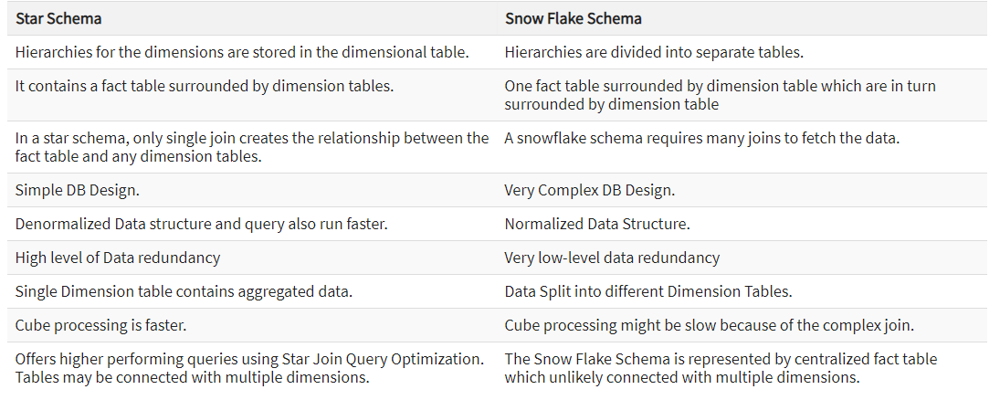 Star Schema
Snow Flake Schema
Hierarchies for the dimensions are stored in the dimensional table.
Hierarchies are divided into separate tables.
It contains a fact table surrounded by dimension tables.
One fact table surrounded by dimension table which are in turn
surrounded by dimension table
In a star schema, only single join creates the relationship between the
fact table and any dimension tables.
A snowflake schema requires many joins to fetch the data.
Simple DB Design.
Very Complex DB Design.
Denormalized Data structure and query also run faster.
Normalized Data Structure.
High level of Data redundancy
Very low-level data redundancy
Single Dimension table contains aggregated data.
Data Split into different Dimension Tables.
Cube processing is faster.
Cube processing might be slow because of the complex join.
Offers higher performing queries using Star Join Query Optimization.
Tables may be connected with multiple dimensions.
The Snow Flake Schema is represented by centralized fact table
which unlikely connected with multiple dimensions.